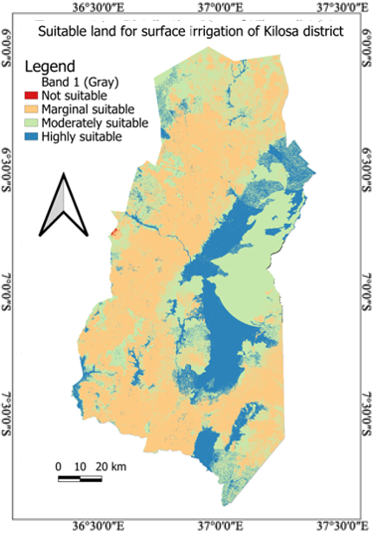 36°30'0"E 37°0'0"E 37°30'0"E
Suitable land for surface irrigation of Kilosa district
Legend
Band 1 (Gray)
Not suitable
Marginal suitable
Moderately suitable
Highly suitable
6°0'0"S
6°0'0"S
6°30'0"S
6°30'0"S
7°0'0"S
7°0'0"S
7°30'0"S
7°30'0"S
0 10 20 km
36°30'0"E 37°0'0"E 37°30'0"E